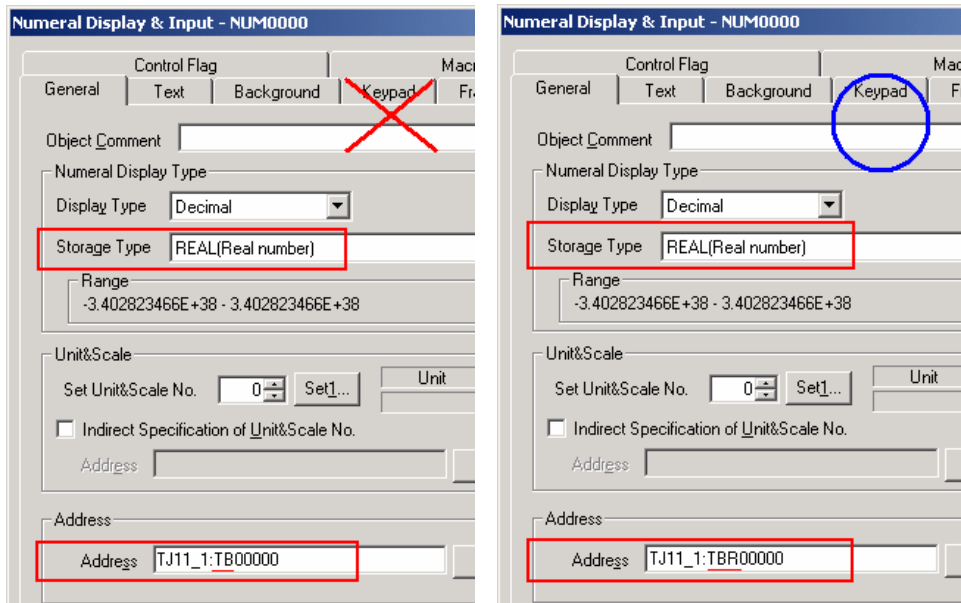 Numeral Display & Input - NUM0000
Control Flag
Macr
General
Text
Background
Keypad
Fra
Object Comment
Numeral Display Type
Display Type
Decimal
Storage Type
REAL(Real number)
Range
-3.402823466E+38 - 3.402823466E+38
Unit&Scale
Set Unit&Scale No.
0
Set1...
Unit
Indirect Specification of Unit&Scale No.
Address
Address
Address
TJ11_1:TB00000
Numeral Display & Input - NUM0000
Control Flag
Mac
General
Text
Background
Keypad
F
Object Comment
Numeral Display Type
Display Type
Decimal
Storage Type
REAL(Real number)
Range
-3.402823466E+38 - 3.402823466E+38
Unit&Scale
Set Unit&Scale No.
0
Set1...
Unit
Indirect Specification of Unit&Scale No.
Address
Address
Address
TJ11_1:TBR00000